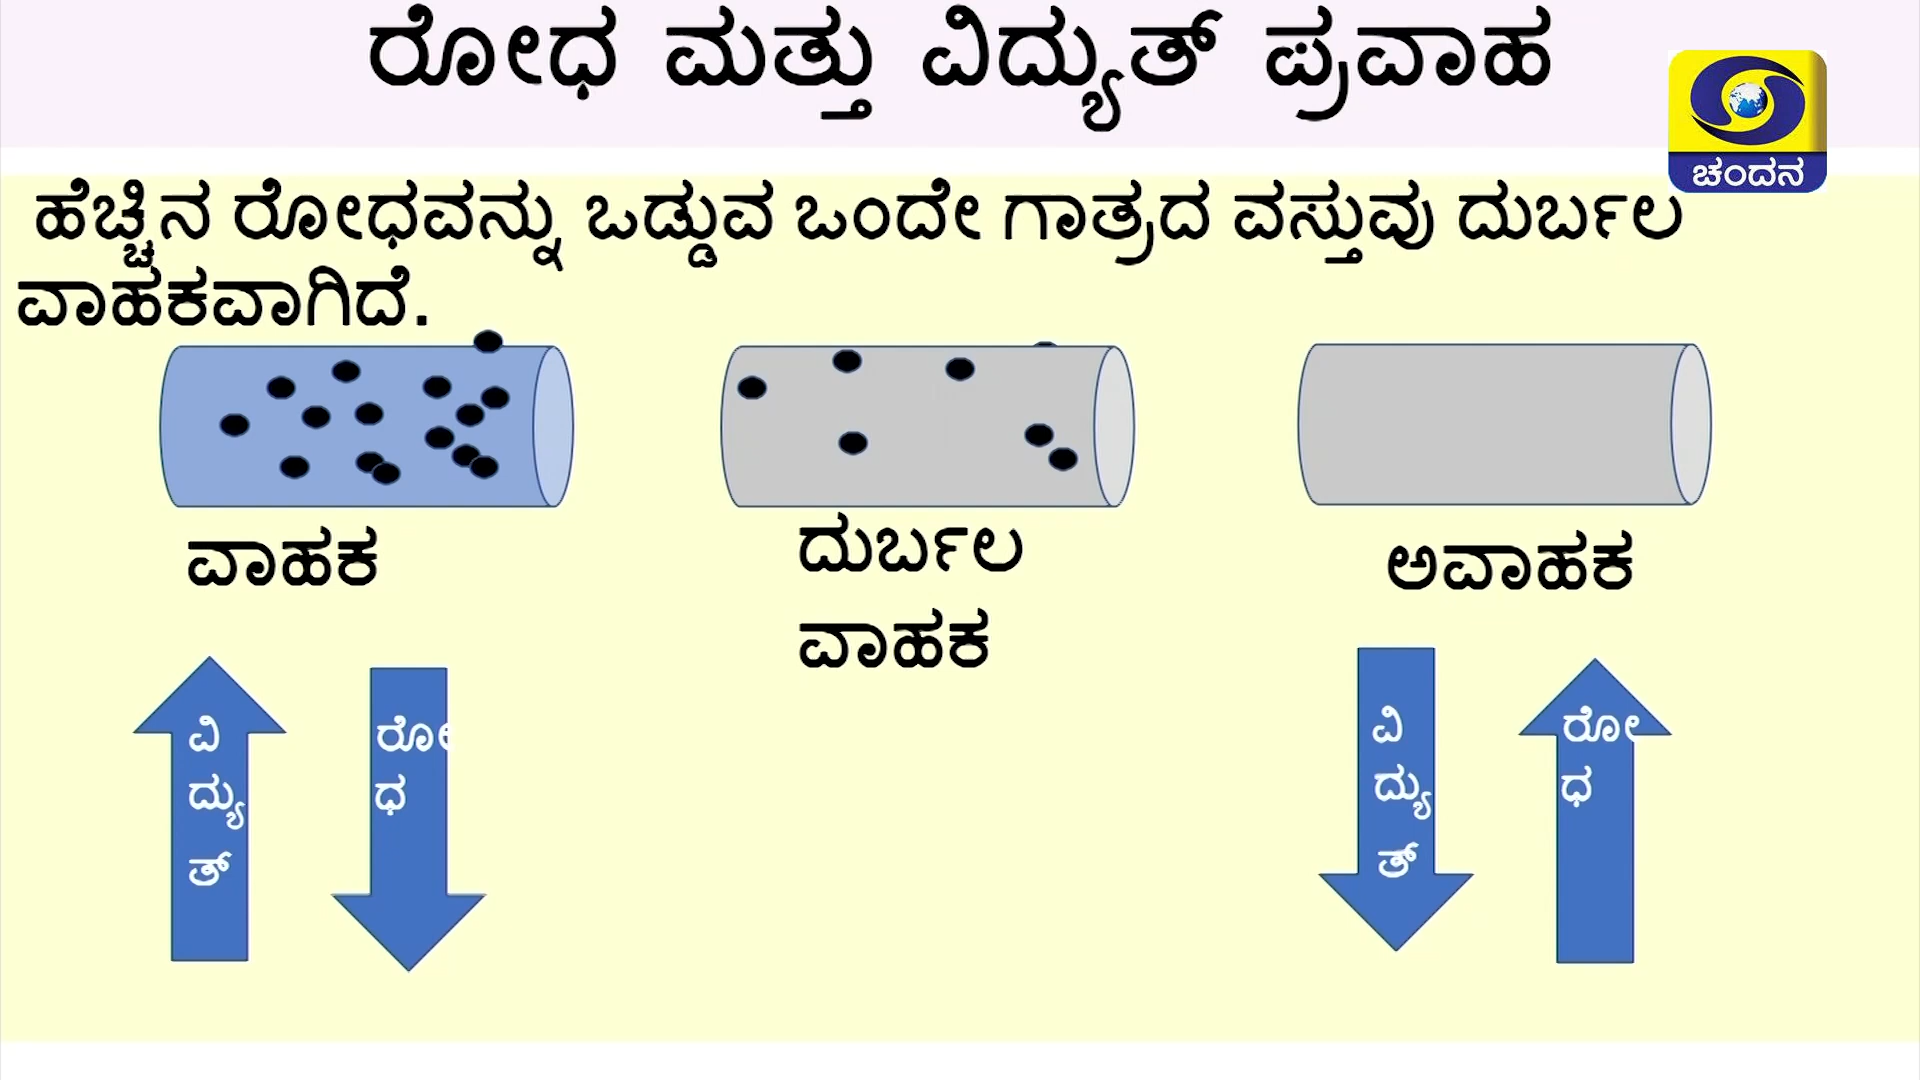 ರೋಧ ಮತ್ತು ವಿದ್ಯುತ್ ಪ್ರವಾಹ
ಚಂದನ
ಹೆಚ್ಚಿನ ರೋಧವನ್ನು ಒಡ್ಡುವ ಒಂದೇ ಗಾತ್ರದ ವಸ್ತುವು ದುರ್ಬಲ
ವಾಹಕವಾಗಿದೆ.
ವಾಹಕ
ದುರ್ಬಲ
ವಾಹಕ
ಅವಾಹಕ
ವಿ
ದ್ಯು
ತ್
ರೋ
ಧ
ವಿ
ದ್ಯು
ತ್
ರೋ
ಧ